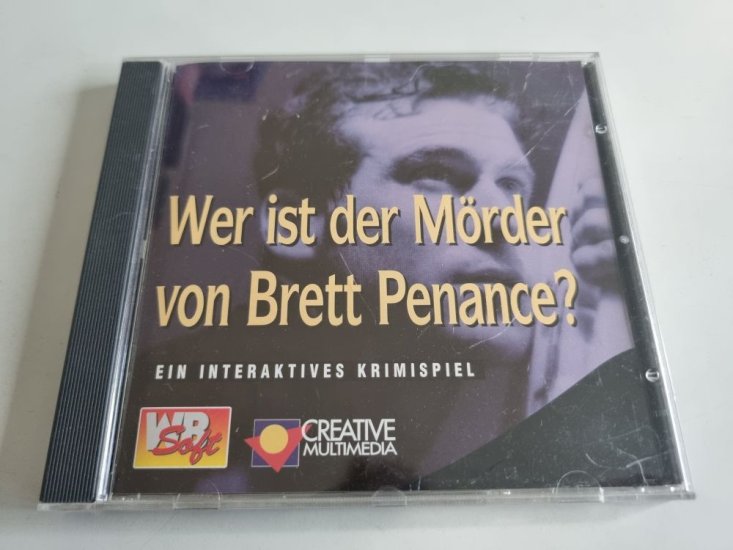 Wer ist der Mörder
von Brett Penance?
EIN INTERAKTIVES KRIMISPIEL
WB
Soft
CREATIVE
MULTIMEDIA